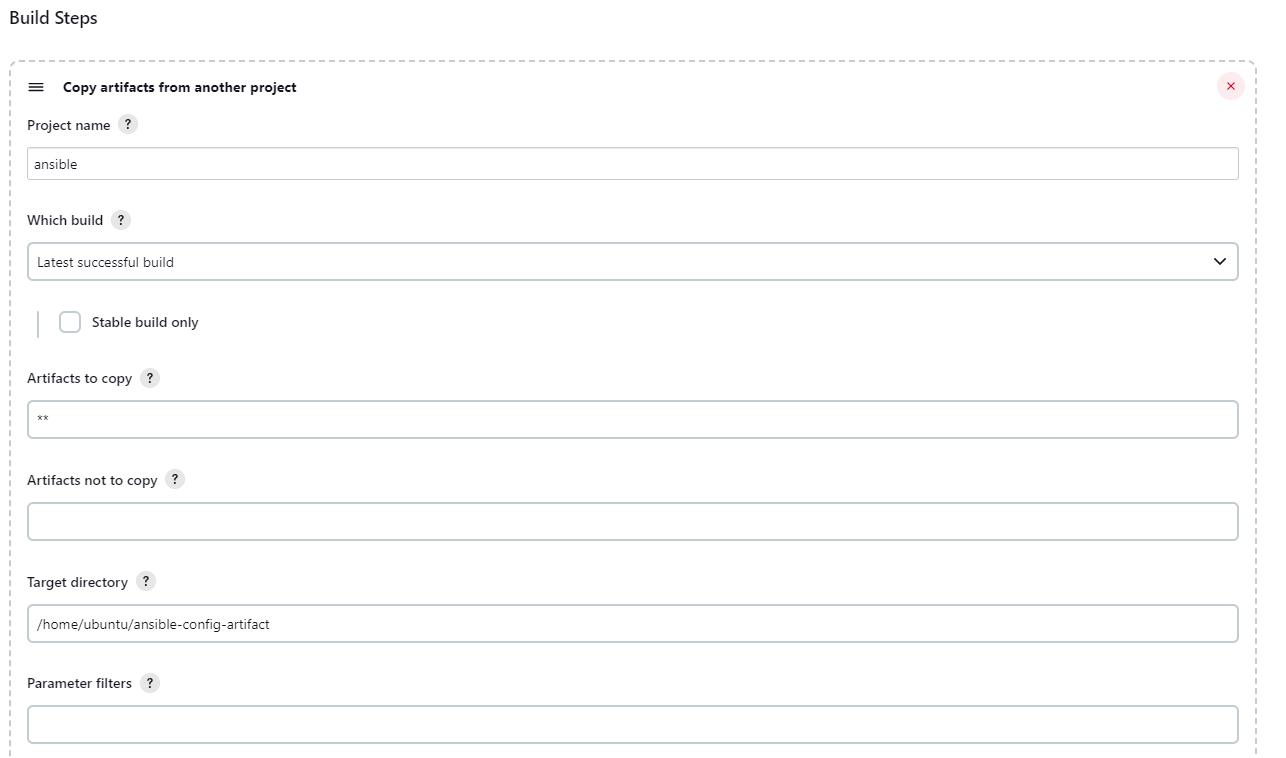 Build Steps
Copy artifacts from another project
Project name ?
ansible
Which build ?
Latest successful build
Stable build only
Artifacts to copy ?
**
Artifacts not to copy ?
Target directory ?
/home/ubuntu/ansible-config-artifact
Parameter filters ?